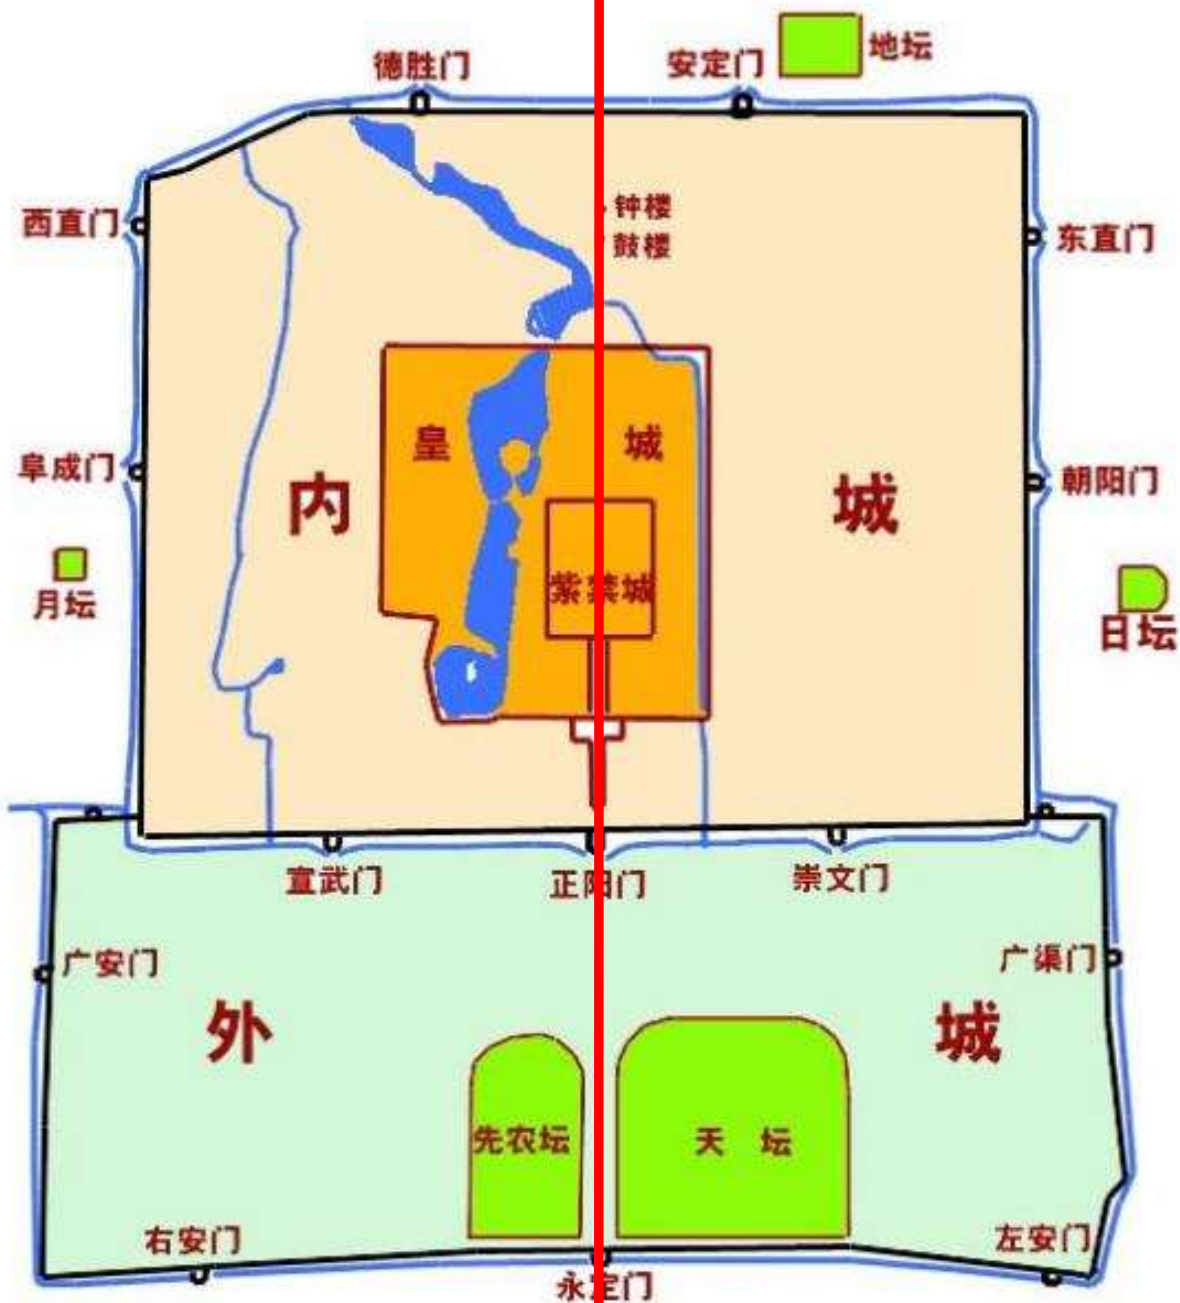 地坛
德胜门 安定门
钟楼
西直门
鼓楼 东直门
皇 城
阜成门 朝阳门
内 城
紫禁城
月坛
日坛
宣武门 正阳门 崇文门
广安门 广渠门
外 城
先农坛 天 坛
右安门 左安门
永定门